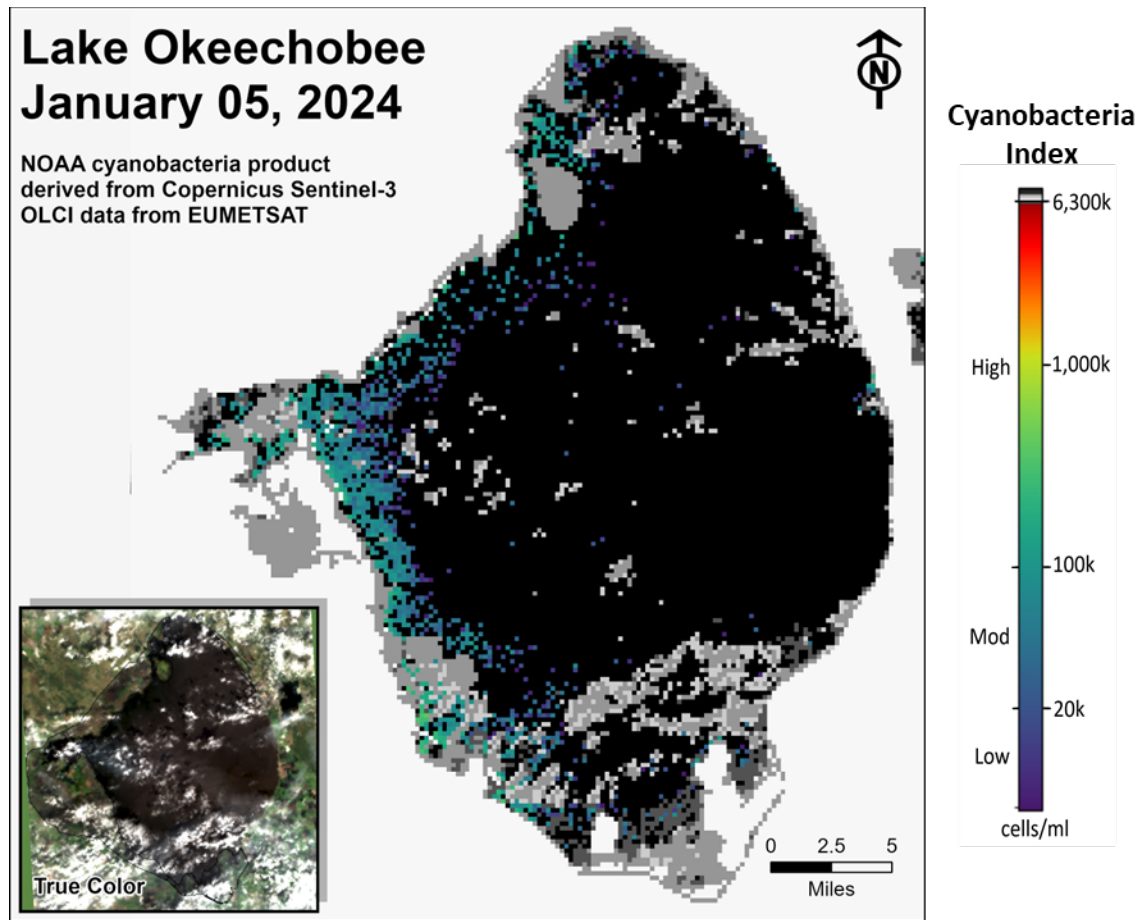 Lake Okeechobee
January 05, 2024
NOAA cyanobacteria product
derived from Copernicus Sentinel-3
OLCI data from EUMETSAT
N
Cyanobacteria
Index
6,300k
High
1,000k
100k
Mod
20k
Low
cells/ml
0 2.5 5
Miles
True Color